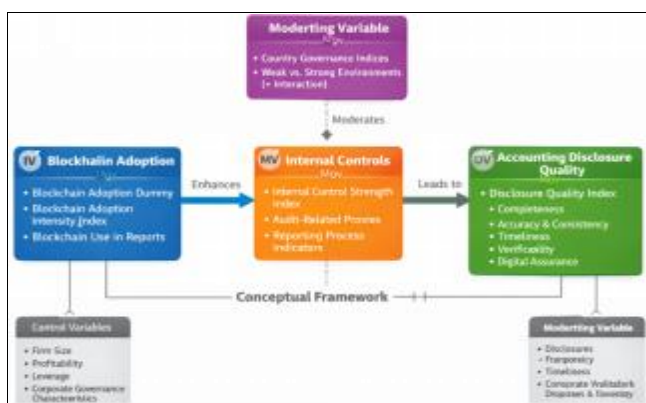 Moderting Variable
• Country Governance Indices
• Weak vs. Strong Environments
(+ Interaction)
Moderates
IV Blockhaiin Adoption
• Blockchain Adoption Dummy
• Blockchain Adoption
Intensity Index
• Blockchain Use in Reports
Enhances
MV Internal Controls
• Internal Control Strength
Index
• Audit-Related Proxies
• Reporting Process
Indicators
Leads to
DV Accounting Disclosure
Quality
• Disclosure Quality Index
• Completeness
• Accuracy & Consistency
• Timeliness
• Verificability
• Digital Assurance
Conceptual Framework
Control Variables
• Firm Size
• Profitability
• Leverage
• Corporate Governance
Characteristics
Modertting Variable
• Disclosures
• Timeliness